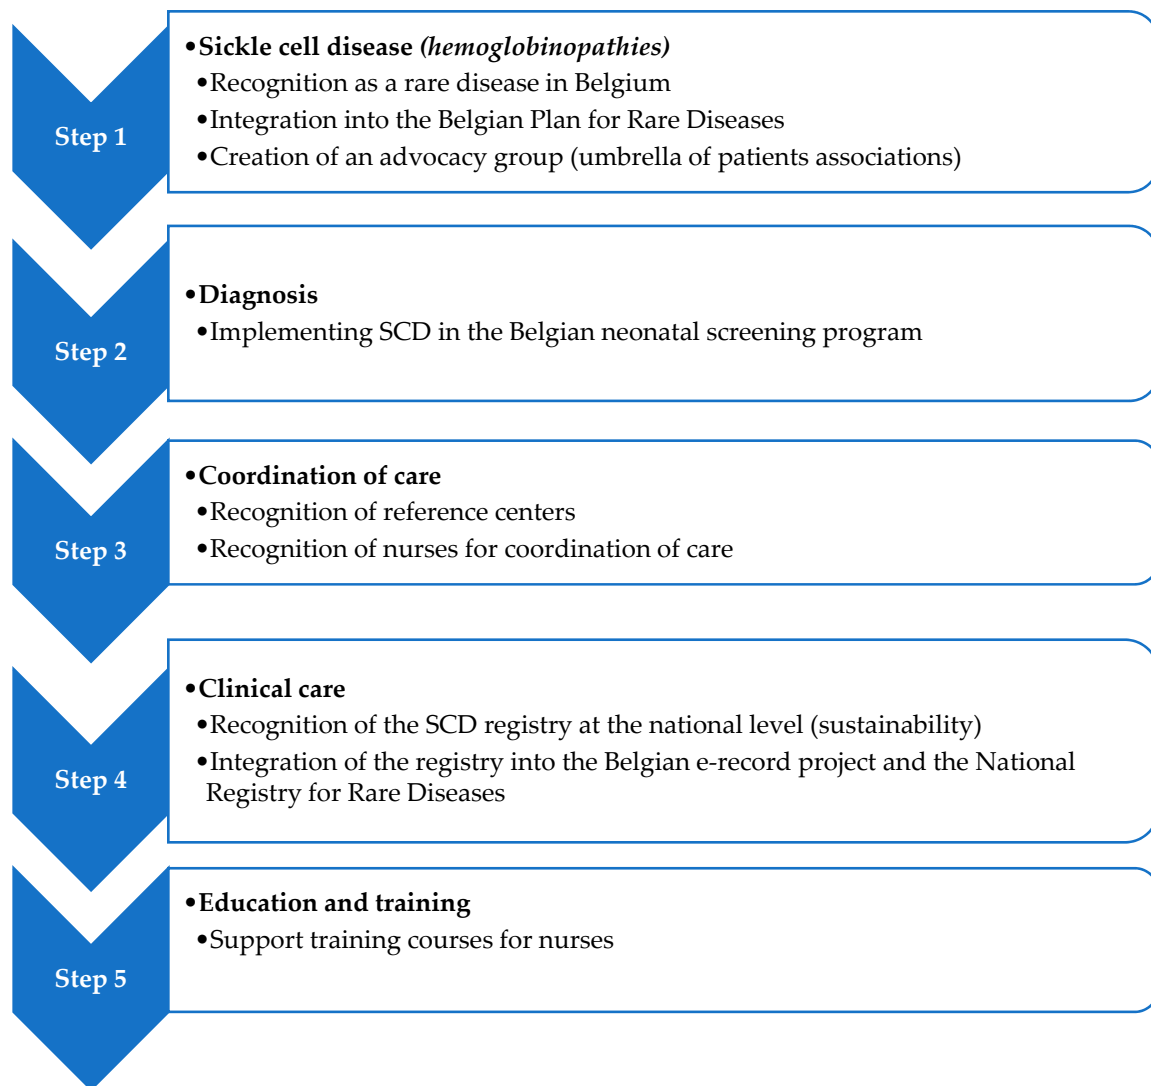 Step 1
•Sickle cell disease (hemoglobinopathies)
•Recognition as a rare disease in Belgium
•Integration into the Belgian Plan for Rare Diseases
•Creation of an advocacy group (umbrella of patients associations)
Step 2
•Diagnosis
•Implementing SCD in the Belgian neonatal screening program
Step 3
•Coordination of care
•Recognition of reference centers
•Recognition of nurses for coordination of care
Step 4
•Clinical care
•Recognition of the SCD registry at the national level (sustainability)
•Integration of the registry into the Belgian e-record project and the National
Registry for Rare Diseases
Step 5
•Education and training
•Support training courses for nurses